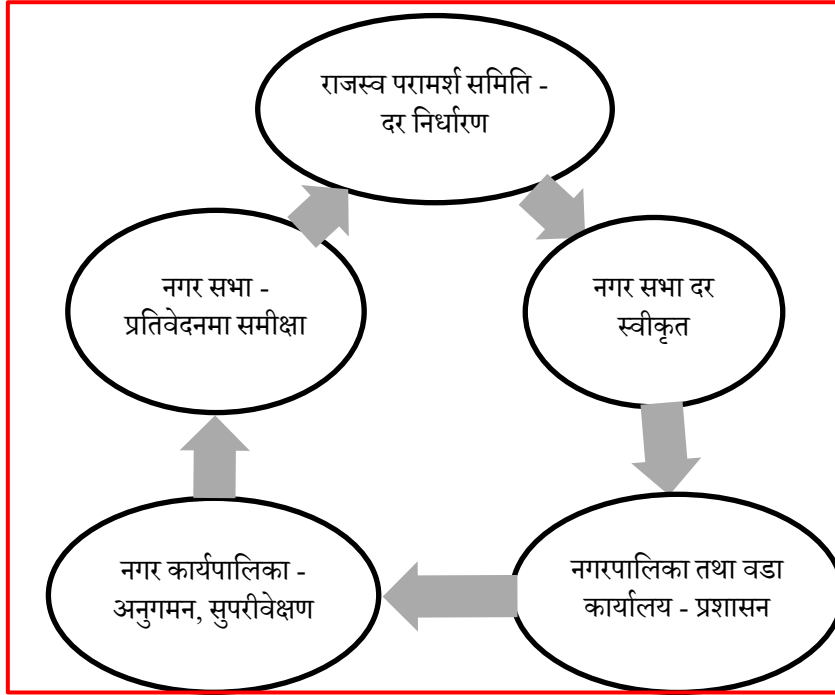 राजस्व परामर्श समिति -
दर निर्धारण
नगर सभा दर
स्वीकृत
नगरपालिका तथा वडा
कार्यालय - प्रशासन
नगर कार्यपालिका -
अनुगमन, सुपरीवेक्षण
नगर सभा -
प्रतिवेदनमा समीक्षा